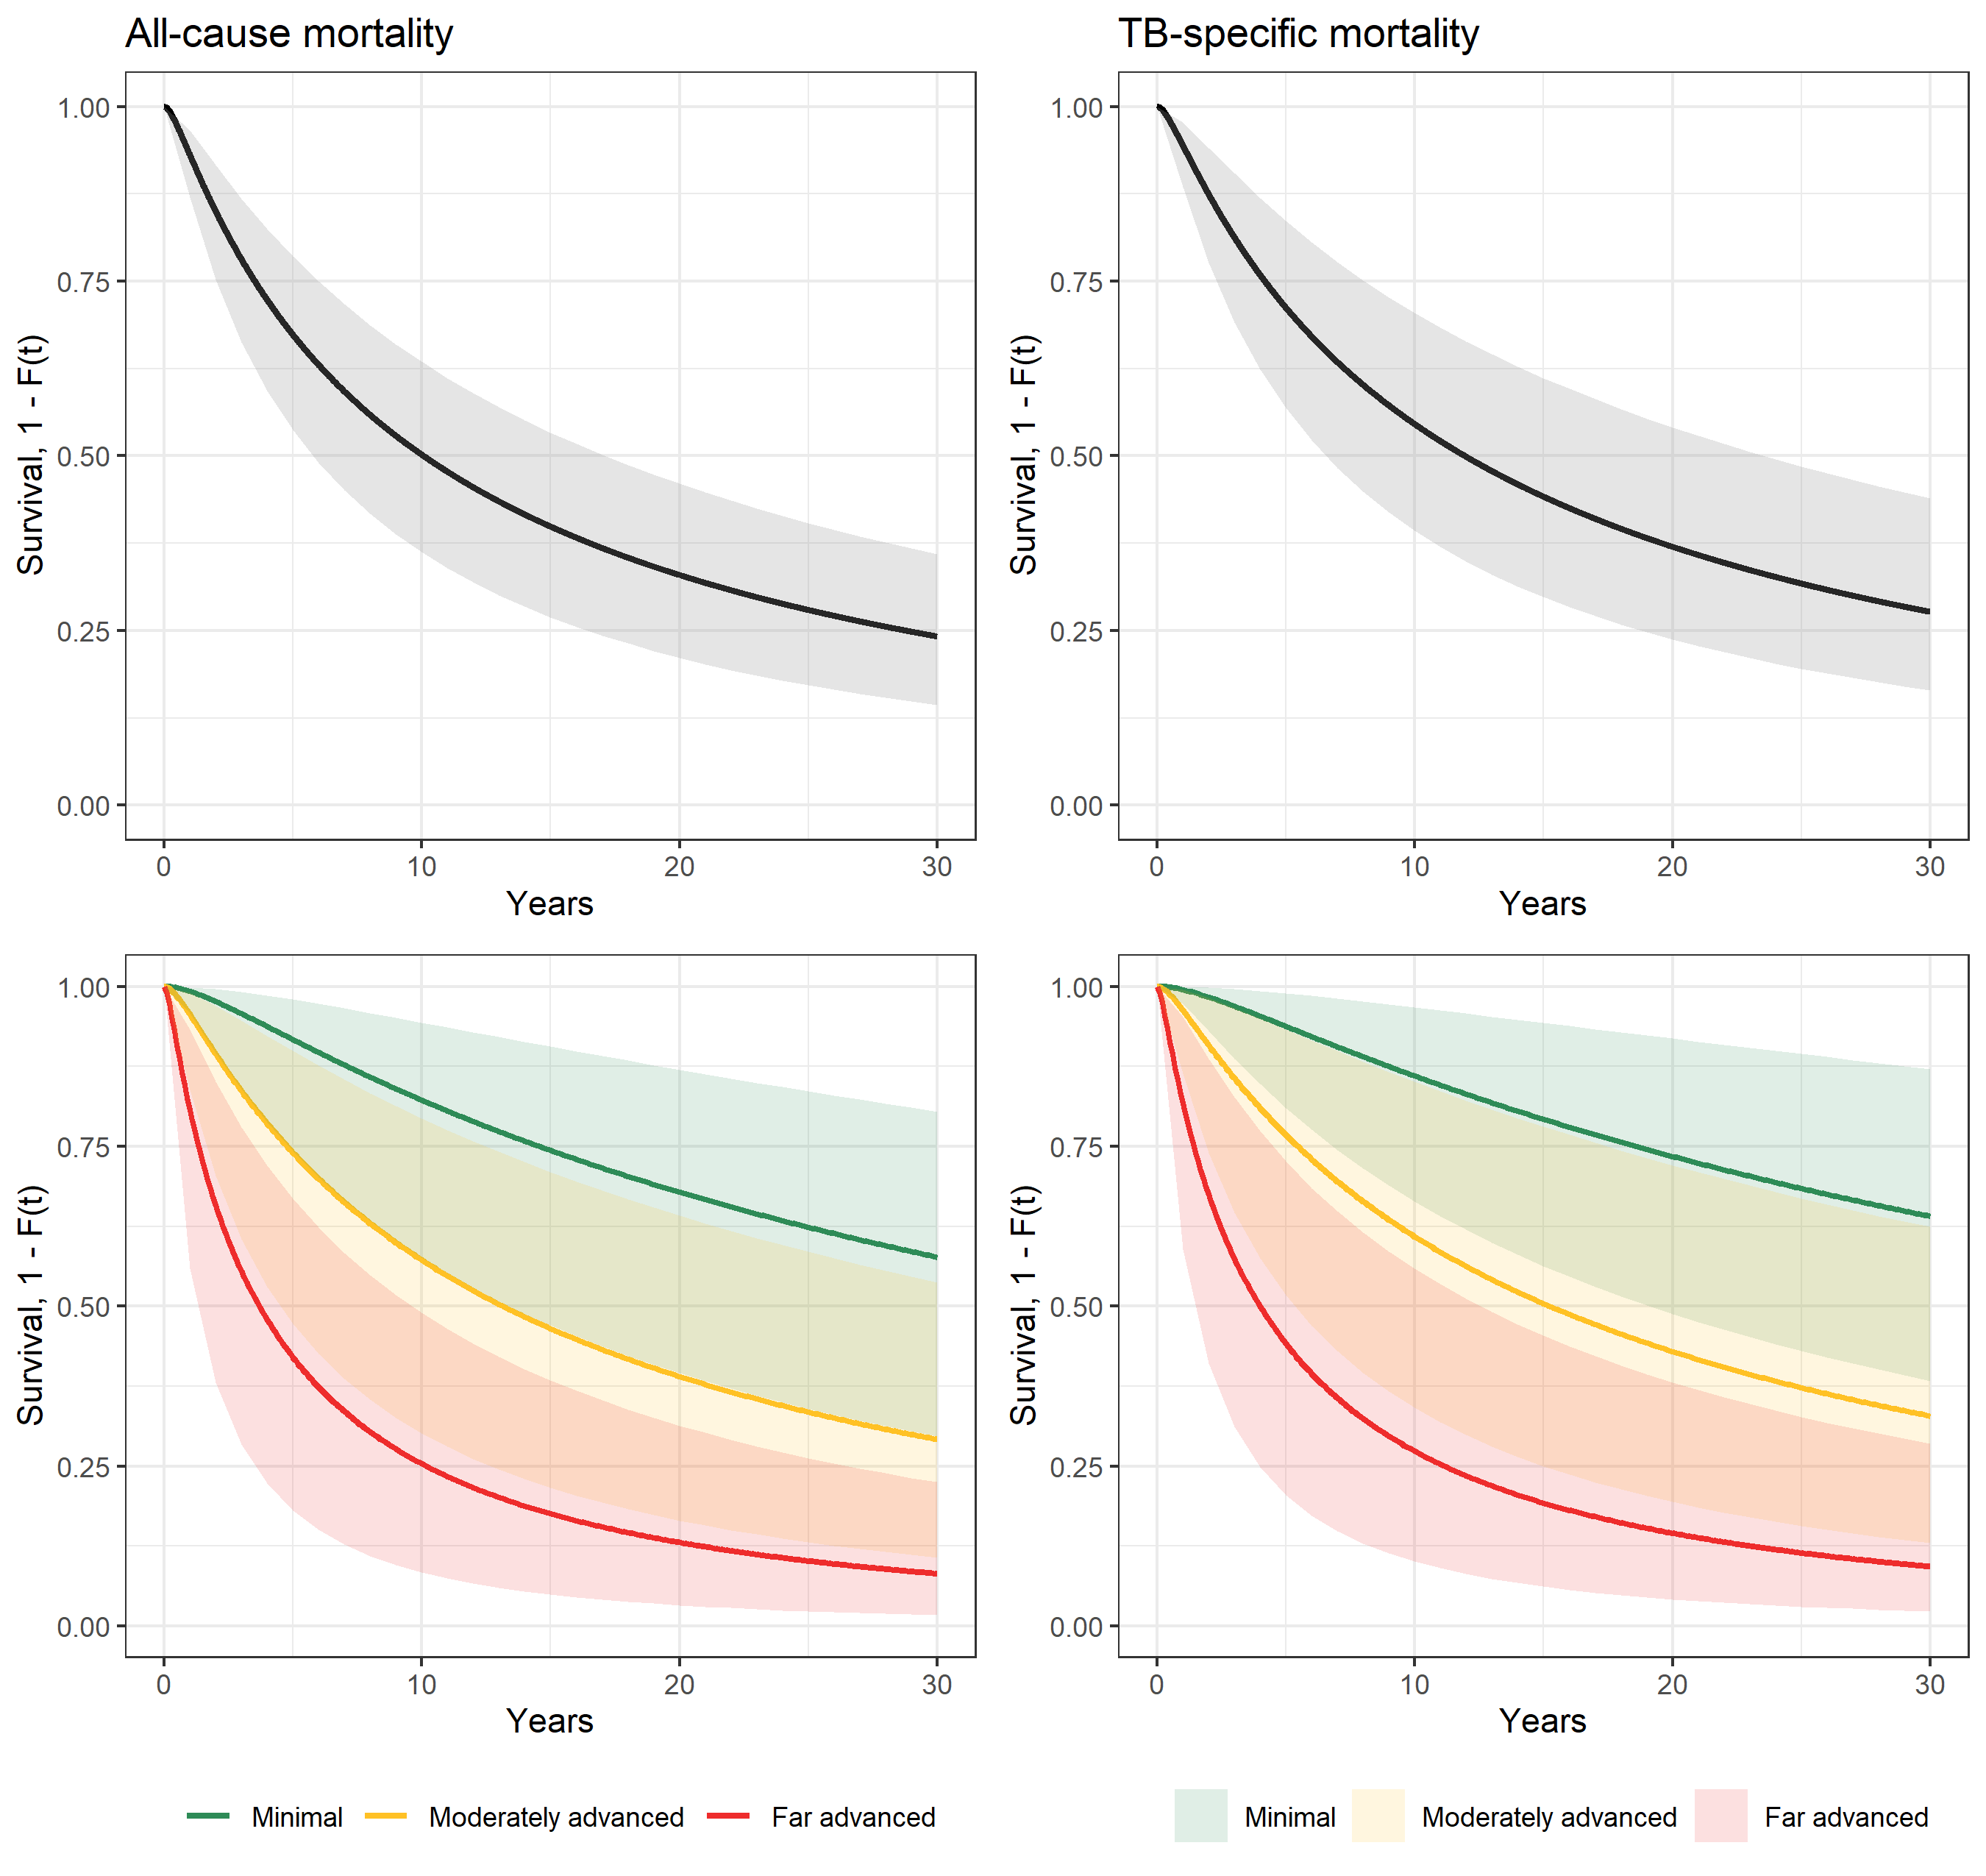 All-cause mortality
Survival, 1 - F(t)
1.00
0.75
0.50
0.25
0.00
0 10 20 30
Years
TB-specific mortality
Survival, 1 - F(t)
1.00
0.75
0.50
0.25
0.00
0 10 20 30
Years
Survival, 1 - F(t)
1.00
0.75
0.50
0.25
0.00
0 10 20 30
Years
Survival, 1 - F(t)
1.00
0.75
0.50
0.25
0.00
0 10 20 30
Years
Minimal Moderately advanced Far advanced
Minimal Moderately advanced Far advanced